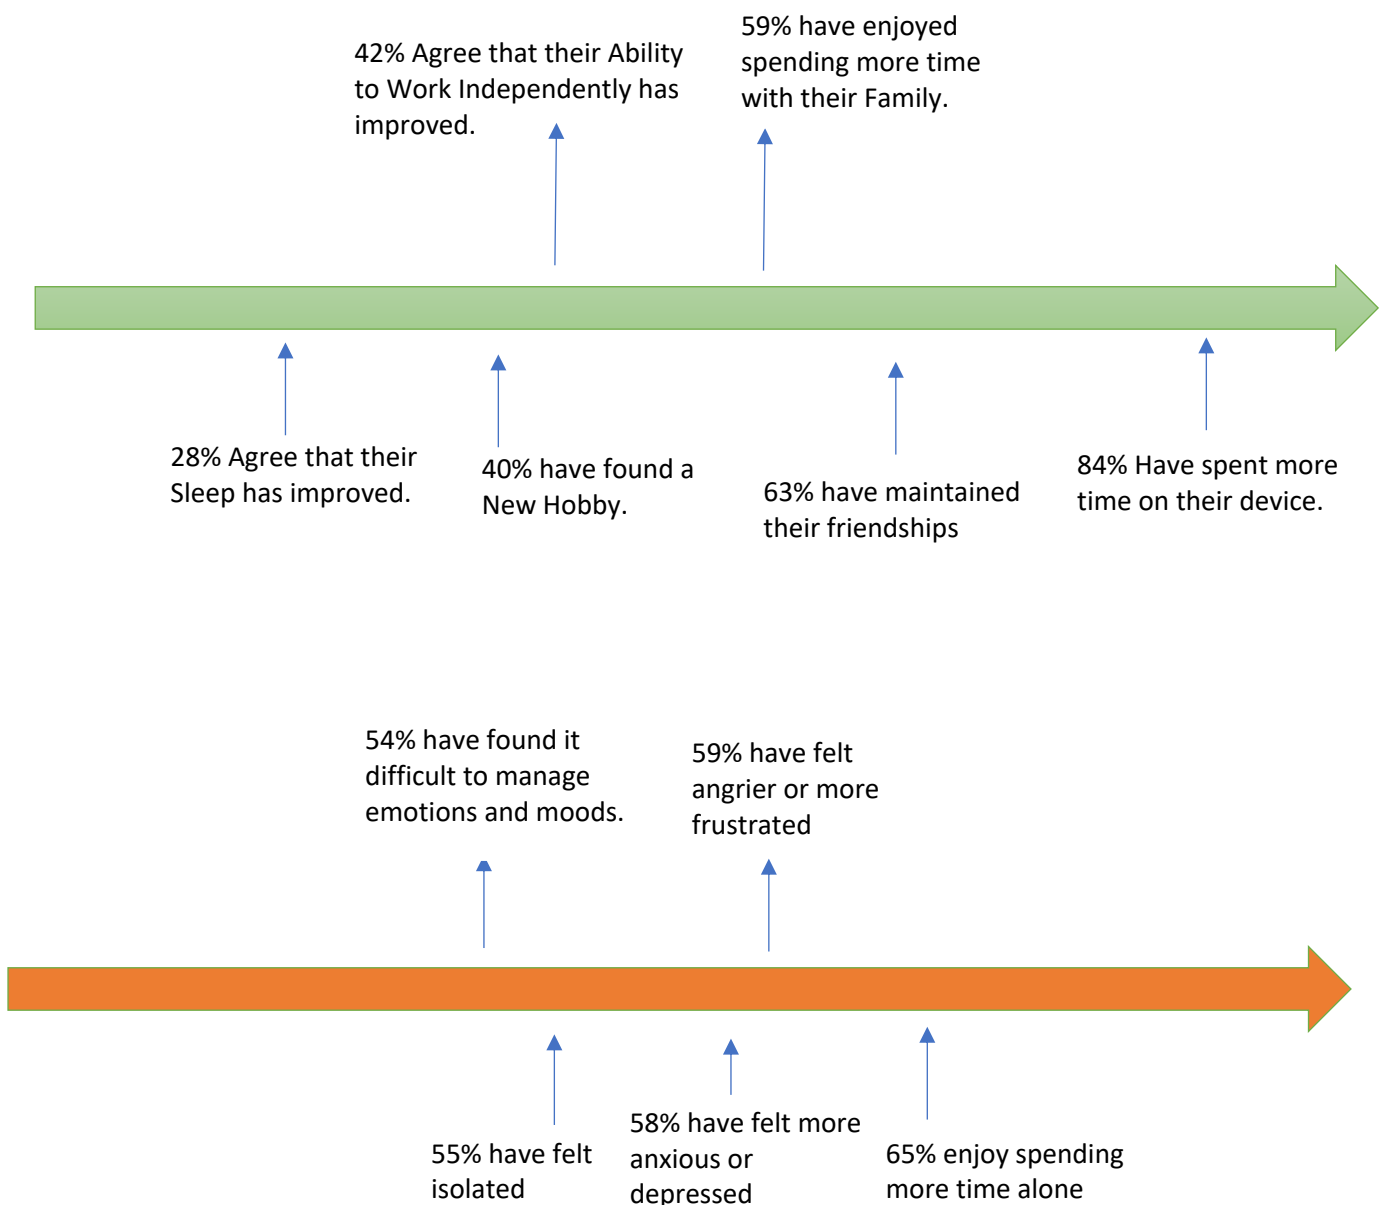 42% Agree that their Ability
to Work Independently has
improved.
59% have enjoyed
spending more time
with their Family.
28% Agree that their
Sleep has improved.
40% have found a
New Hobby.
63% have maintained
their friendships
84% Have spent more
time on their device.
54% have found it
difficult to manage
emotions and moods.
59% have felt
angrier or more
frustrated
55% have felt
isolated
58% have felt more
anxious or
depressed
65% enjoy spending
more time alone